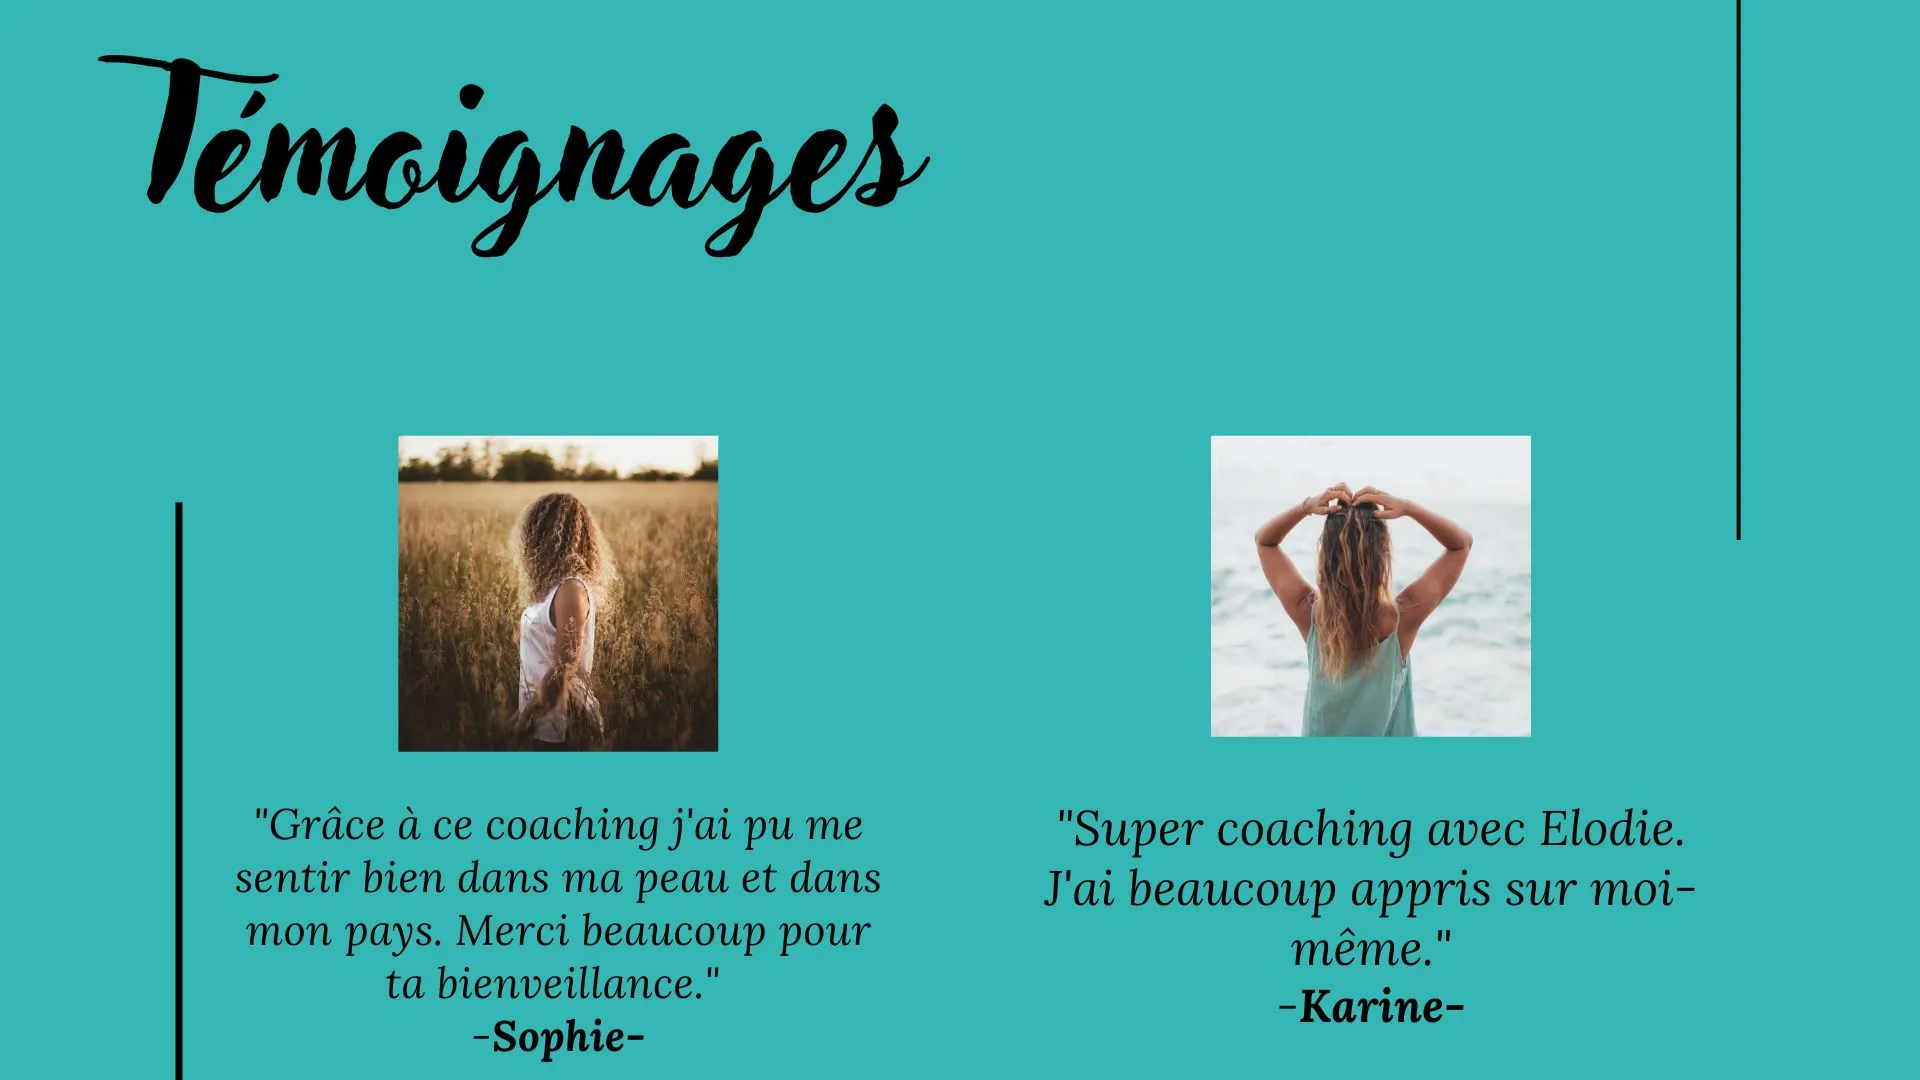 Témoignages
"Grâce à ce coaching j'ai pu me
sentir bien dans ma peau et dans
mon pays. Merci beaucoup pour
ta bienveillance."
-Sophie-
"Super coaching avec Elodie.
J'ai beaucoup appris sur moi-
même."
-Karine-